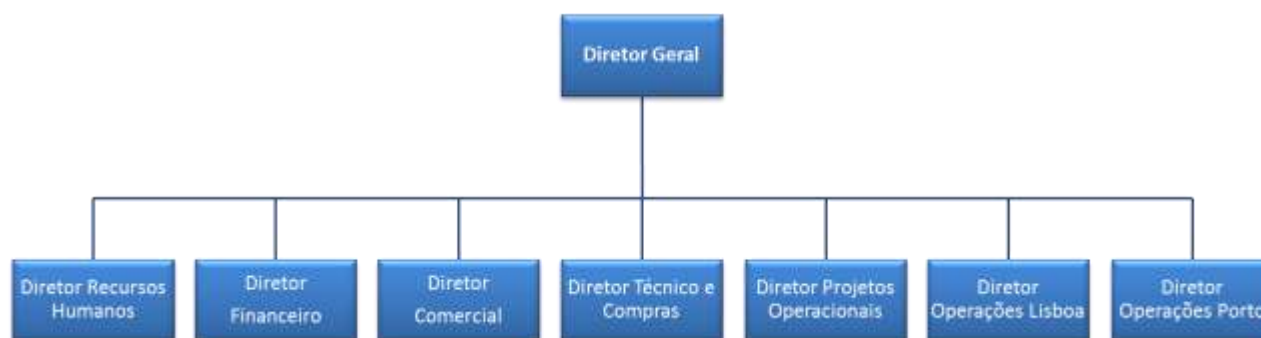 Diretor Geral
Diretor Recursos
Humanos
Diretor
Financeiro
Diretor
Comercial
Diretor Técnico e
Compras
Diretor Projetos
Operacionais
Diretor
Operações Lisboa
Diretor
Operações Porto